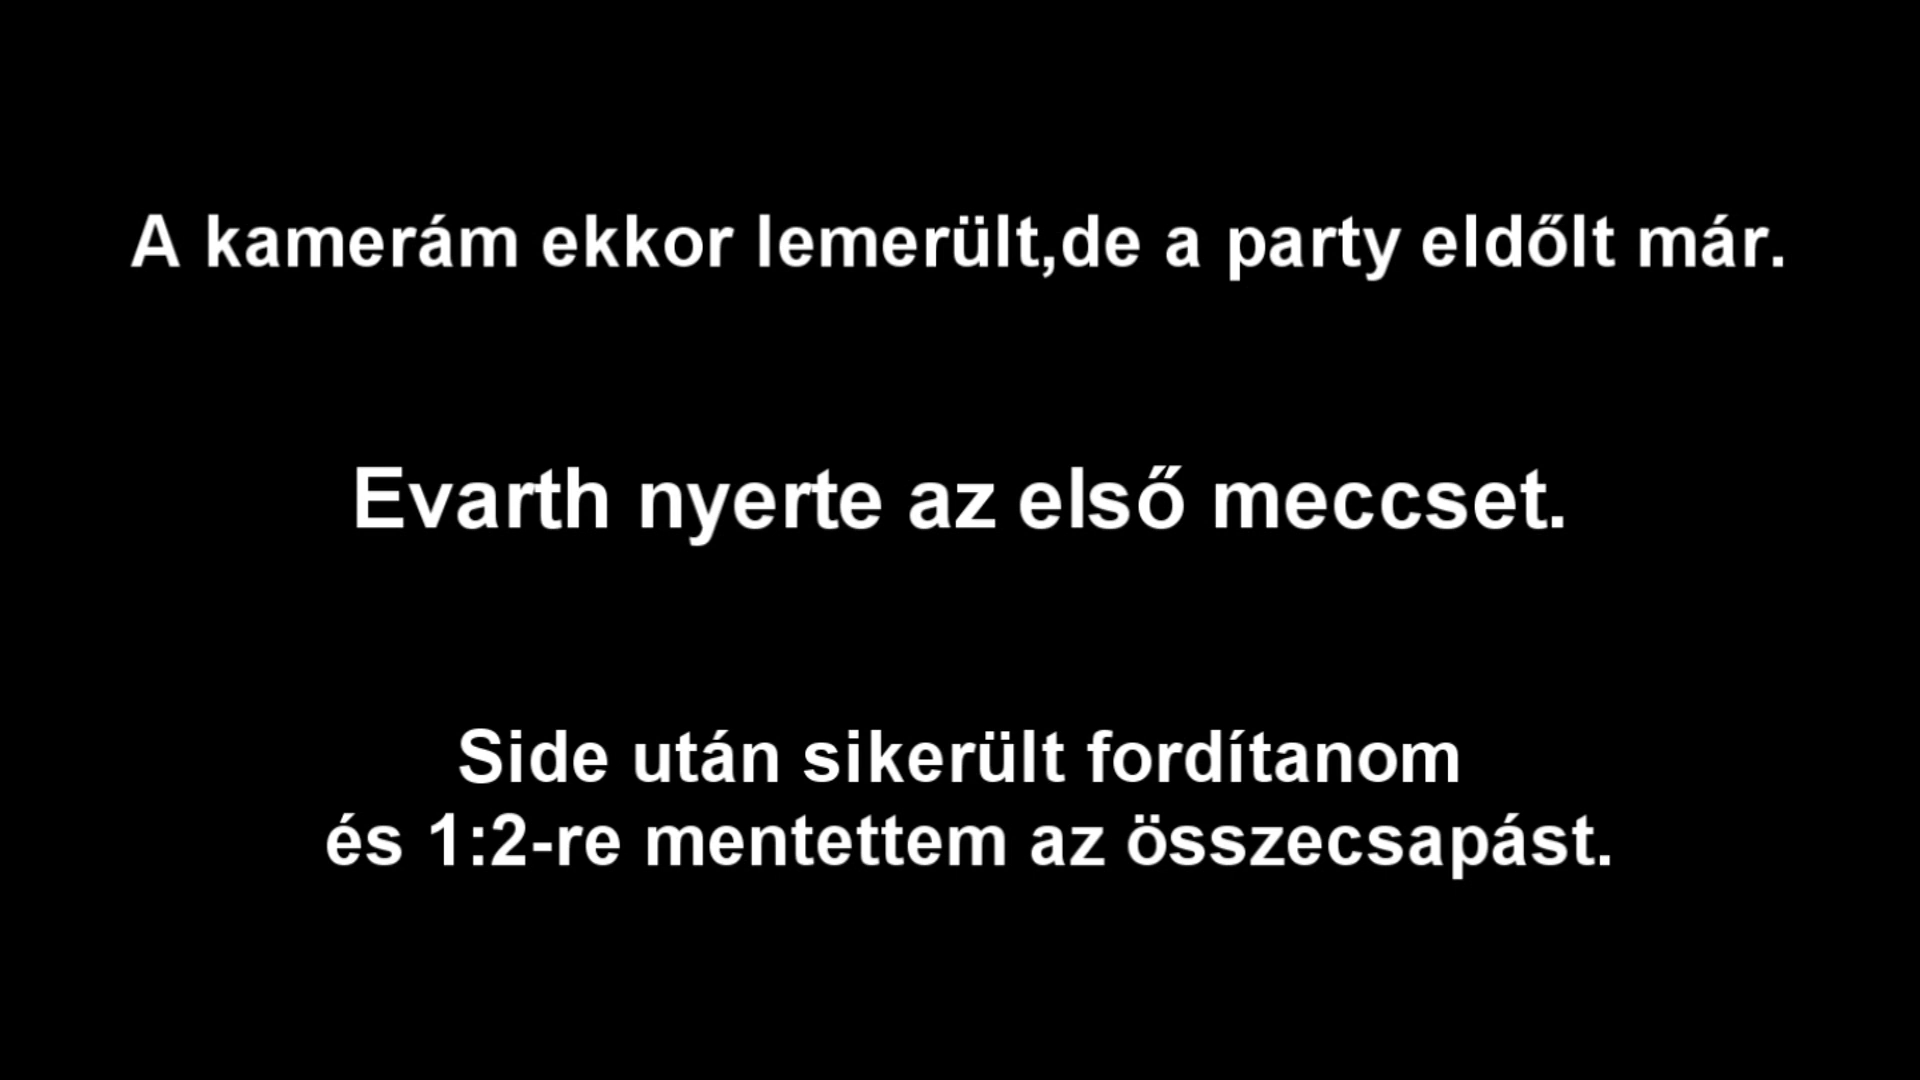 A kamerám ekkor lemerült,de a party eldőlt már.
Evarth nyerte az első meccset.
Side után sikerült fordítanom
és 1:2-re mentettem az összecsapást.